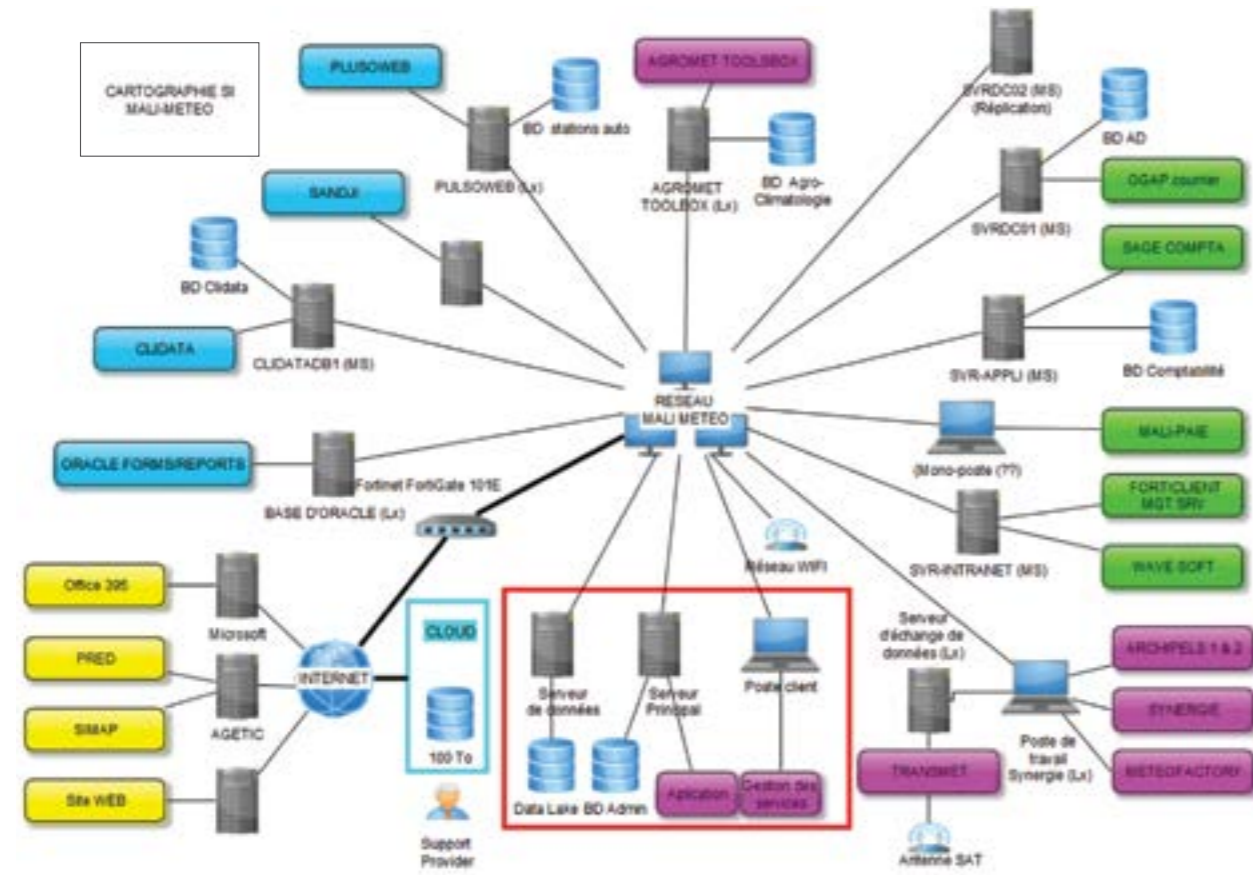 CARTOGRAPHIE SI
MALI-METEO
PLUSOWEB
BD stations auto
PULSOWEB (Lx)
AGROMET TOOLSBOX
AGROMET
TOOLBOX (Lx)
BD Agro-
Climatologie
SVRDC02 (MS)
(Réplication)
BD AD
OGAP courrier
SVRDC01 (MS)
SANDJI
BD Clidata
CLIDATA
CLIDATADB1 (MS)
SAGE COMPTA
SVR-APPLI (MS)
BD Comptabilité
RESEAU
MALI METEO
MALI-PAIE
(Mono-poste (??)
ORACLE FORMS/REPORTS
BASE D'ORACLE (Lx)
Fortinet FortiGate 101E
FORTICLIENT
MGT SRV
WAVE SOFT
SVR-INTRANET (MS)
Réseau WIFI
Office 395
Microsoft
PRED
SIMAP
AGETIC
Site WEB
INTERNET
CLOUD
100 To
Support
Provider
Serveur
de données
Data Lake
Serveur
Principal
BD Admin
Aplication
Poste client
Gestion des
services
Serveur
d'échange de
données (Lx)
TRANSMET
Antenne SAT
Poste de
travail
Synergie (Lx)
ARCHIPELS 1 & 2
SYNERGIE
METEOFACTORY